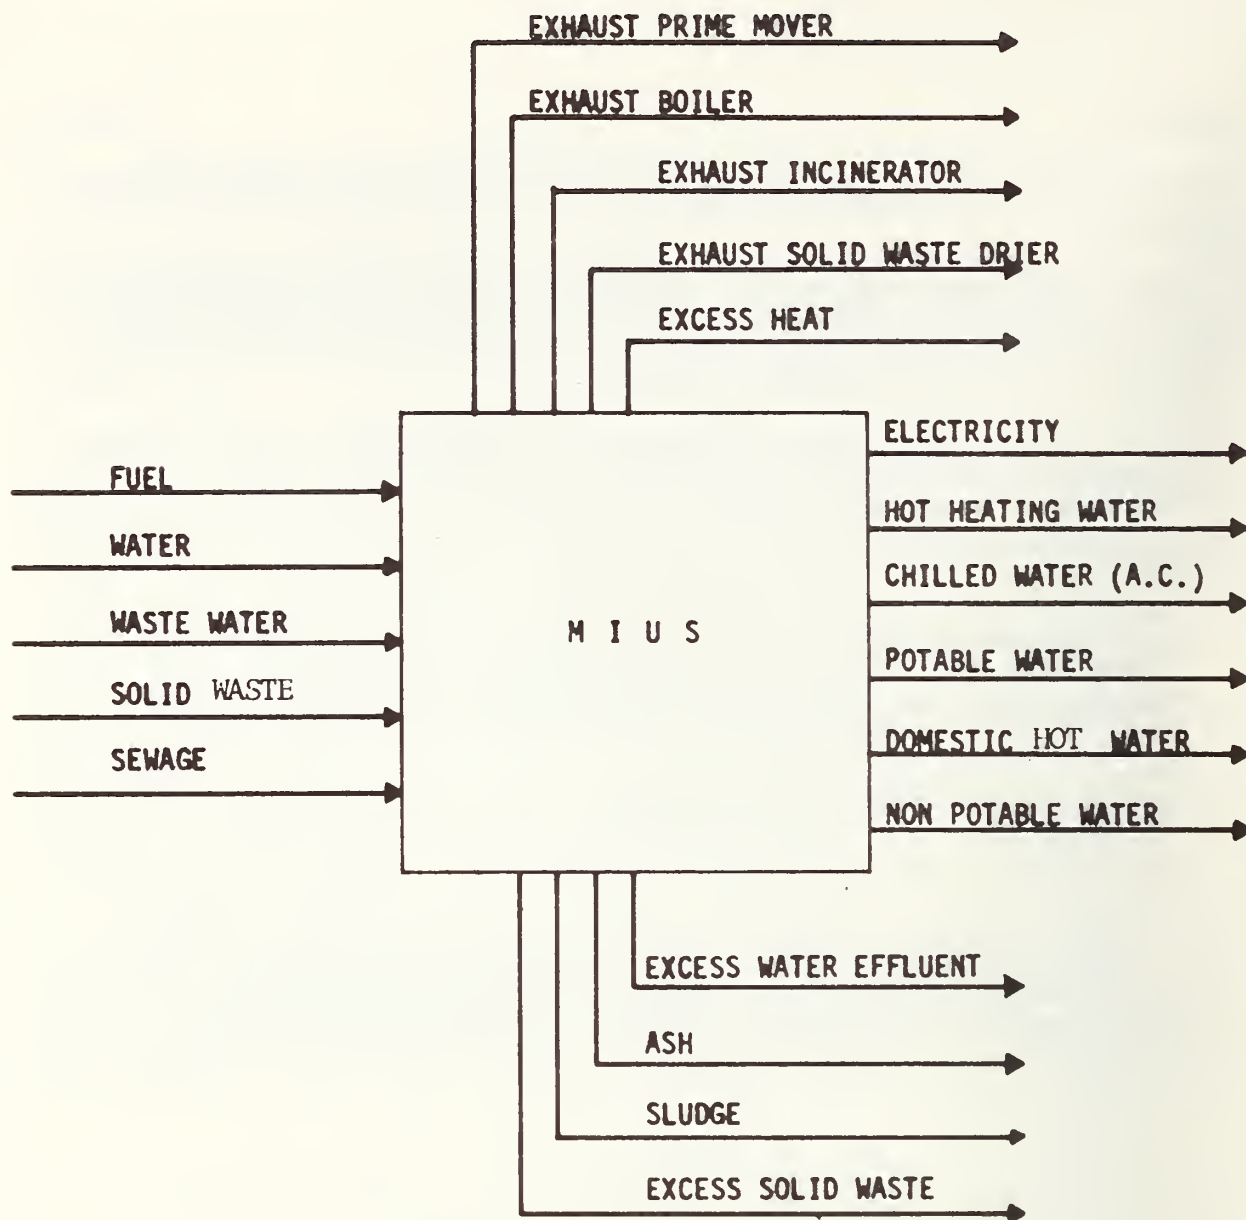 EXHAUST PRIME MOVER
EXHAUST BOILER
EXHAUST INCINERATOR
EXHAUST SOLID WASTE DRIER
EXCESS HEAT
FUEL
WATER
WASTE WATER
SOLID WASTE
SEWAGE
M I U S
ELECTRICITY
HOT HEATING WATER
CHILLED WATER (A.C.)
POTABLE WATER
DOMESTIC HOT WATER
NON POTABLE WATER
EXCESS WATER EFFLUENT
ASH
SLUDGE
EXCESS SOLID WASTE